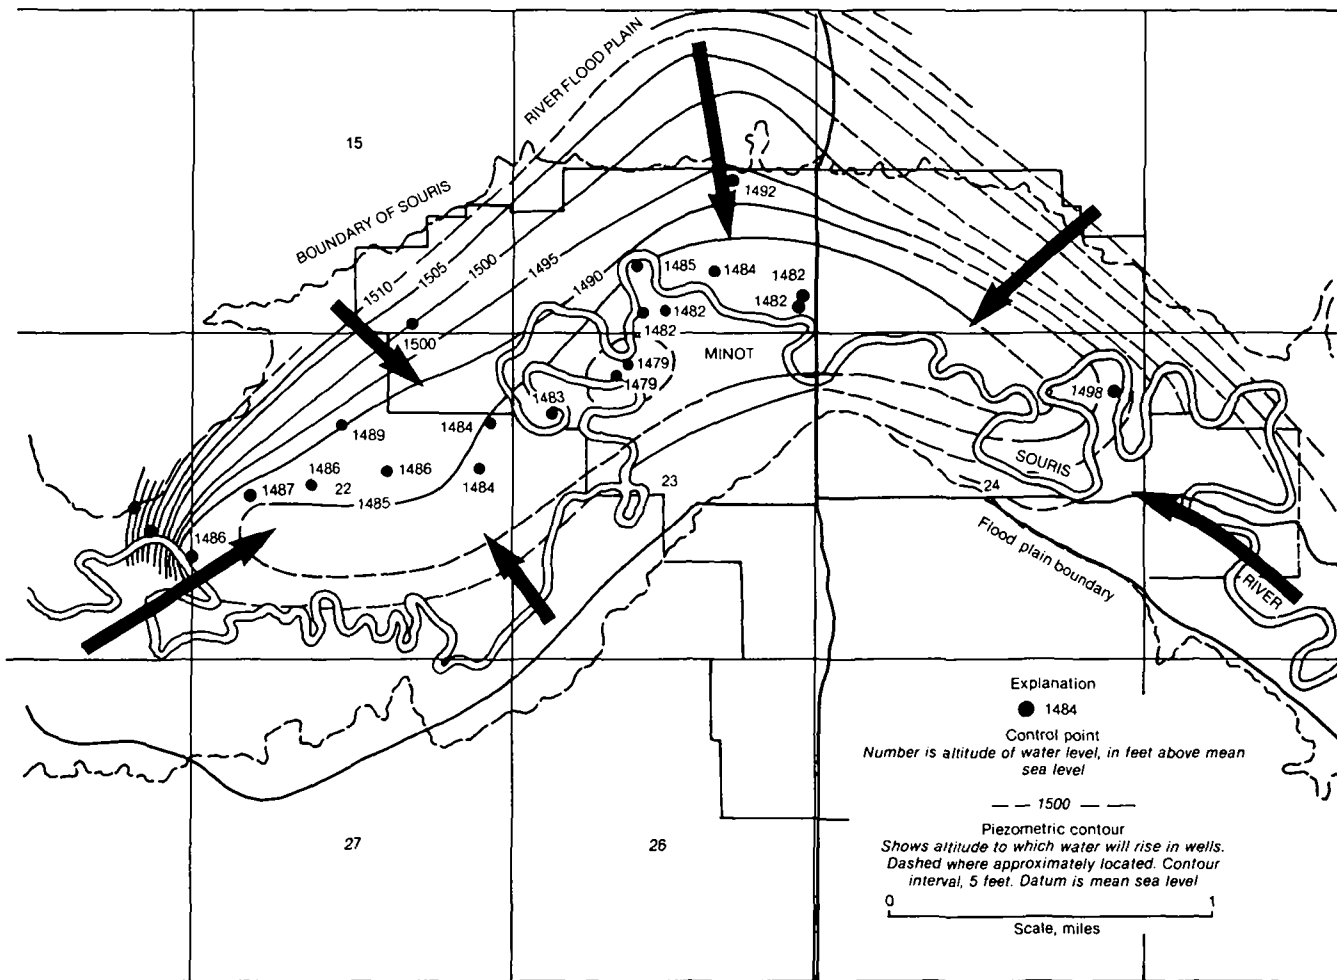 RIVER FLOOD PLAIN
15
BOUNDARY OF SOURIS
1492
1510
1505
1500
1495
1490
1485
1484
1482
1482
1482
1482
1500
MINOT
1479
1479
1483
1498
1489
1484
SOURIS
1486
1486
1484
1487
22
1485
23
24
1486
Flood plain boundary
RIVER
Explanation
1484
Control point
Number is altitude of water level, in feet above mean
sea level
1500
Piezometric contour
Shows altitude to which water will rise in wells.
Dashed where approximately located. Contour
interval, 5 feet. Datum is mean sea level
27
26
0 1
Scale, miles